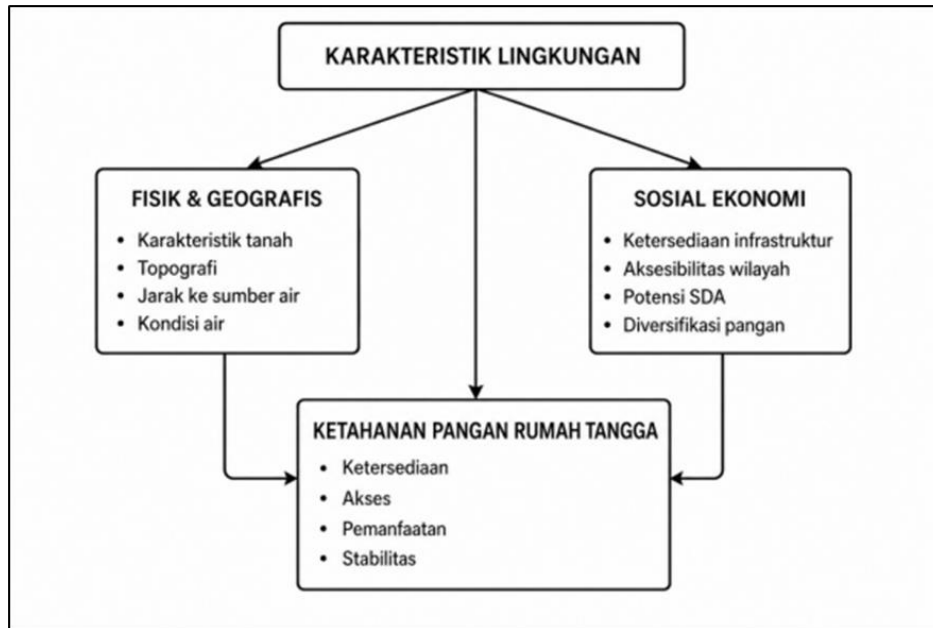 KARAKTERISTIK LINGKUNGAN
FISIK & GEOGRAFIS
• Karakteristik tanah
• Topografi
• Jarak ke sumber air
• Kondisi air
SOSIAL EKONOMI
• Ketersediaan infrastruktur
• Aksesibilitas wilayah
• Potensi SDA
• Diversifikasi pangan
KETAHANAN PANGAN RUMAH TANGGA
• Ketersediaan
• Akses
• Pemanfaatan
• Stabilitas